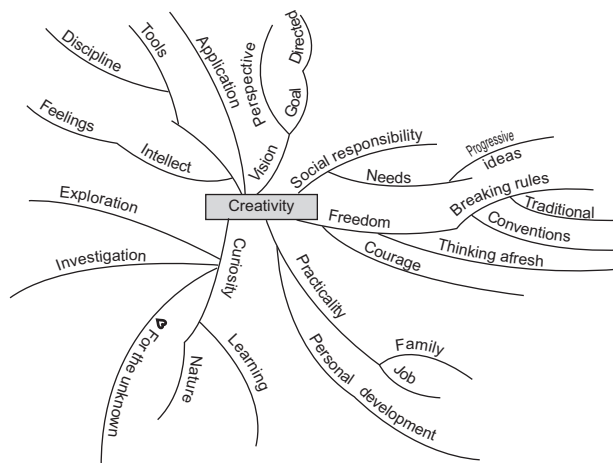 Discipline
Tools
Application
Perspective
Directed
Goal
Vision
Feelings
Intellect
Social responsibility
Needs
Progressive
ideas
Creativity
Freedom
Breaking rules
Traditional
Conventions
Thinking afresh
Courage
Exploration
Investigation
Curiosity
For the unknown
Nature
Learning
Practicality
Family
Job
Personal development